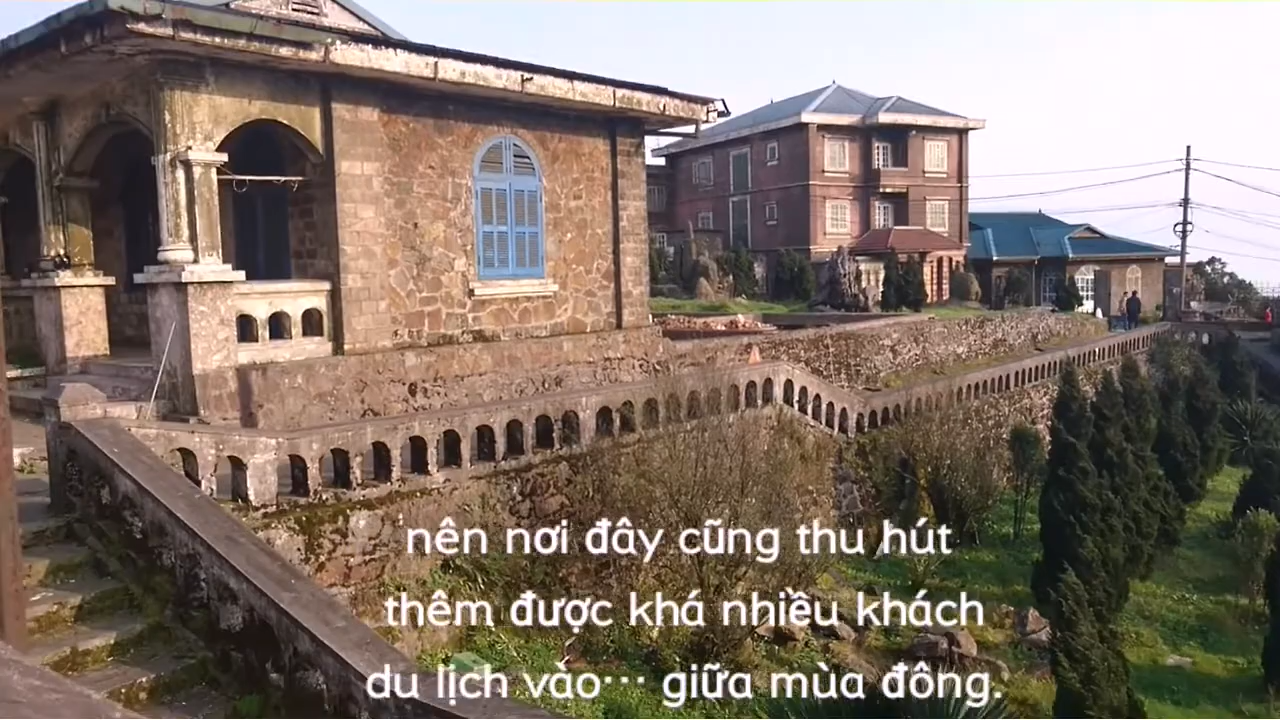 nên nơi đây cũng thu hút
thêm được khá nhiều khách
du lịch vào… giữa mùa đông.